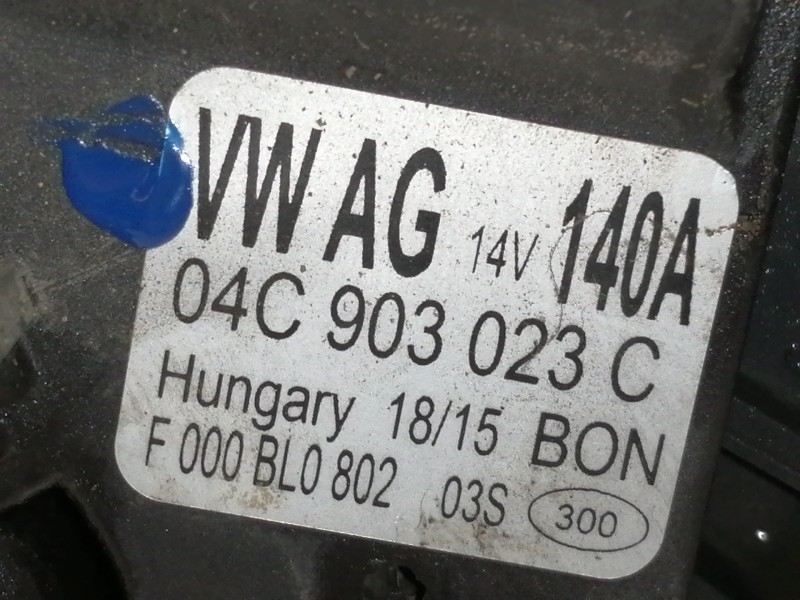 VW AG 14V 140A
04C 903 023 C
Hungary 18/15 BON
F 000 BL0 802 03S 300